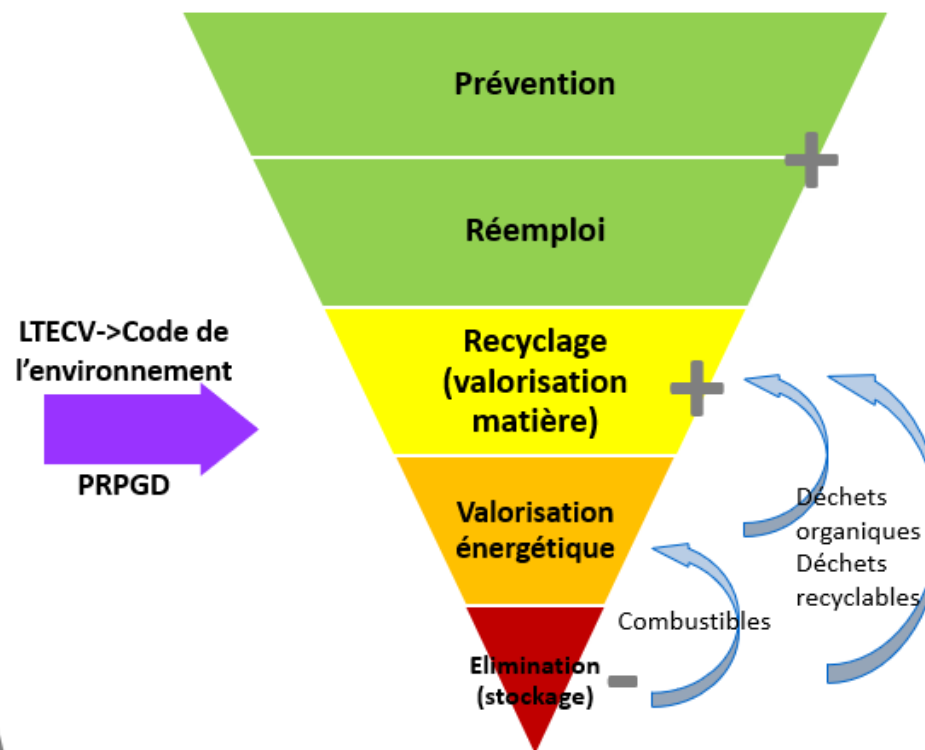 Prévention
Réemploi
LTECV->Code de
l'environnement
PRPGD
Recyclage
(valorisation
matière)
Valorisation
énergétique
Déchets
organiques
Déchets
recyclables
Combustibles
Elimination
(stockage)